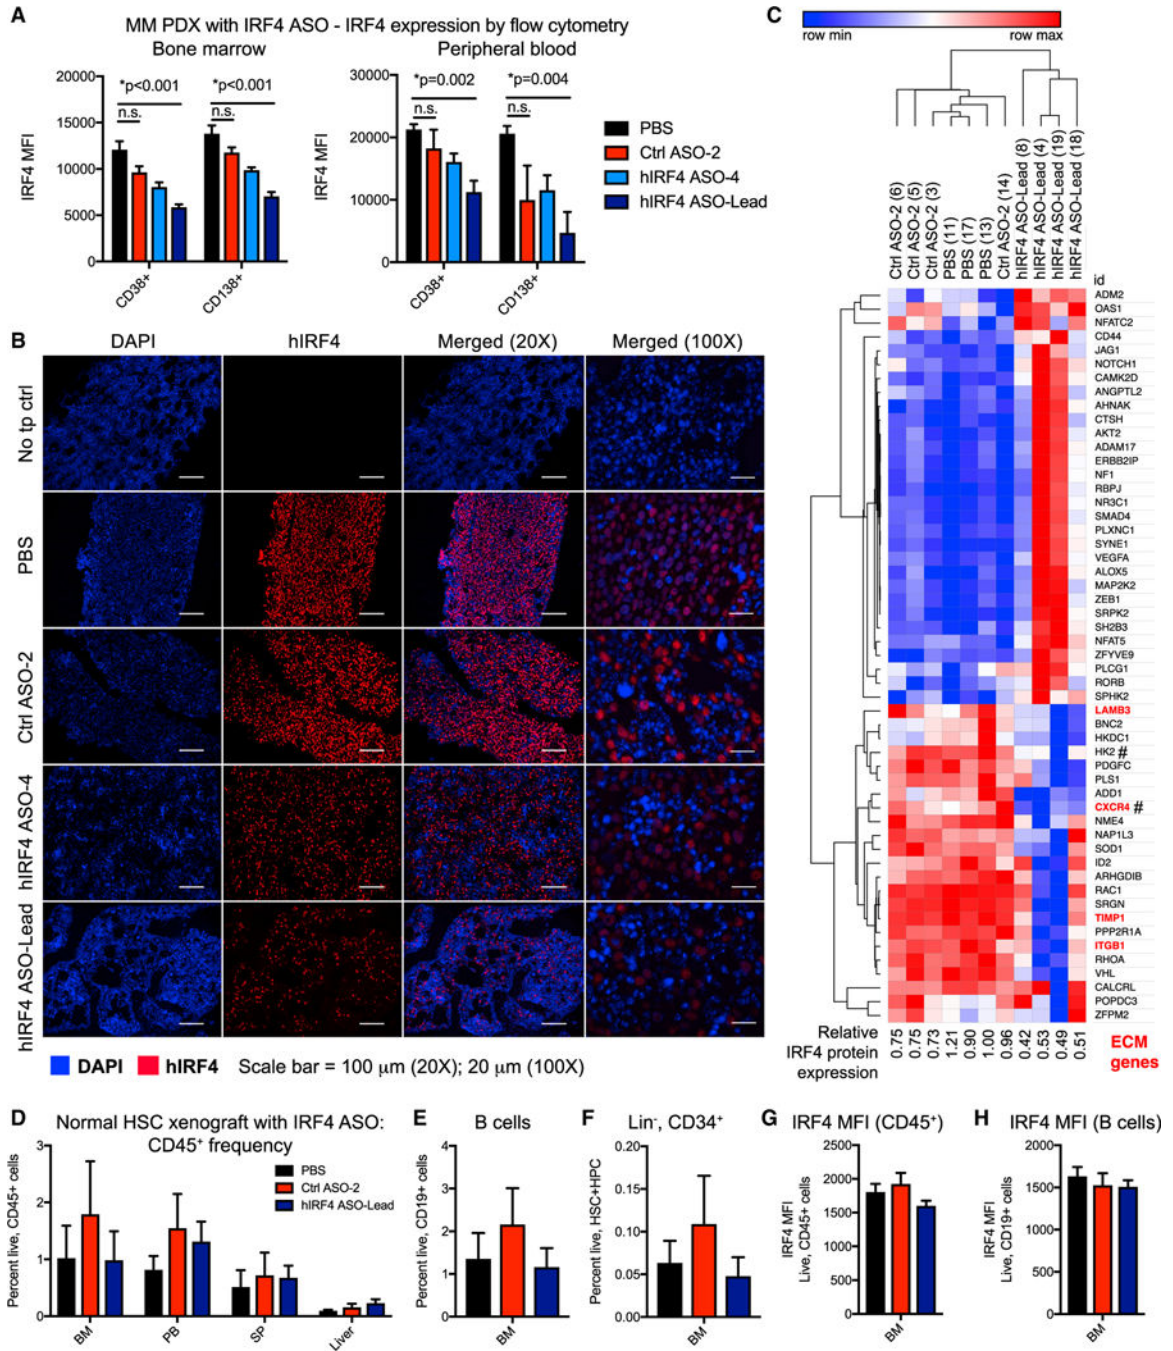 A
MM PDX with IRF4 ASO - IRF4 expression by flow cytometry
Bone marrow
Peripheral blood
IRF4 MFI
20000
15000
10000
5000
0
*p<0.001
*p<0.001
n.s.
n.s.
CD38+
CD138+
IRF4 MFI
30000
20000
10000
0
*p=0.002
*p=0.004
n.s.
n.s.
CD38+
CD138+
PBS
Ctrl ASO-2
hIRF4 ASO-4
hIRF4 ASO-Lead
B
DAPI
hIRF4
Merged (20X)
Merged (100X)
No tp ctrl
PBS
Ctrl ASO-2
hIRF4 ASO-4
hIRF4 ASO-Lead
DAPI
hIRF4
Scale bar = 100 μm (20X); 20 μm (100X)
C
row min
row max
Ctrl ASO-2 (6)
Ctrl ASO-2 (5)
Ctrl ASO-2 (3)
PBS (11)
PBS (17)
PBS (13)
Ctrl ASO-2 (14)
hIRF4 ASO-Lead (8)
hIRF4 ASO-Lead (4)
hIRF4 ASO-Lead (19)
hIRF4 ASO-Lead (18)
id
ADM2
OAS1
NFATC2
CD44
JAG1
NOTCH1
CAMK2D
ANGPTL2
AHNAK
CTSH
AKT2
ADAM17
ERBB2IP
NF1
RBPJ
NR3C1
SMAD4
PLXNC1
SYNE1
VEGFA
ALOX5
MAP2K2
ZEB1
SRPK2
SH2B3
NFAT5
ZFYVE9
PLCG1
RORB
SPHK2
LAMB3
BNC2
HKDC1
HK2 #
PDGFC
PLS1
ADD1
CXCR4 #
NME4
NAP1L3
SOD1
ID2
ARHGDIB
RAC1
SRGN
TIMP1
PPP2R1A
ITGB1
RHOA
VHL
CALCRL
POPDC3
ZFPM2
Relative
IRF4 protein
expression
0.75
0.75
0.73
1.21
0.90
1.00
0.96
0.42
0.53
0.49
0.51
ECM
genes
D
Normal HSC xenograft with IRF4 ASO:
CD45+ frequency
Percent live, CD45+ cells
3
2
1
0
PBS
Ctrl ASO-2
hIRF4 ASO-Lead
BM
PB
SP
Liver
E
B cells
Percent live, CD19+ cells
4
3
2
1
0
BM
F
Lin-, CD34+
Percent live, HSC+HPC
0.20
0.15
0.10
0.05
0.00
BM
G
IRF4 MFI (CD45+)
IRF4 MFI
Live, CD45+ cells
2500
2000
1500
1000
500
0
BM
H
IRF4 MFI (B cells)
IRF4 MFI
Live, CD19+ cells
2000
1500
1000
500
0
BM